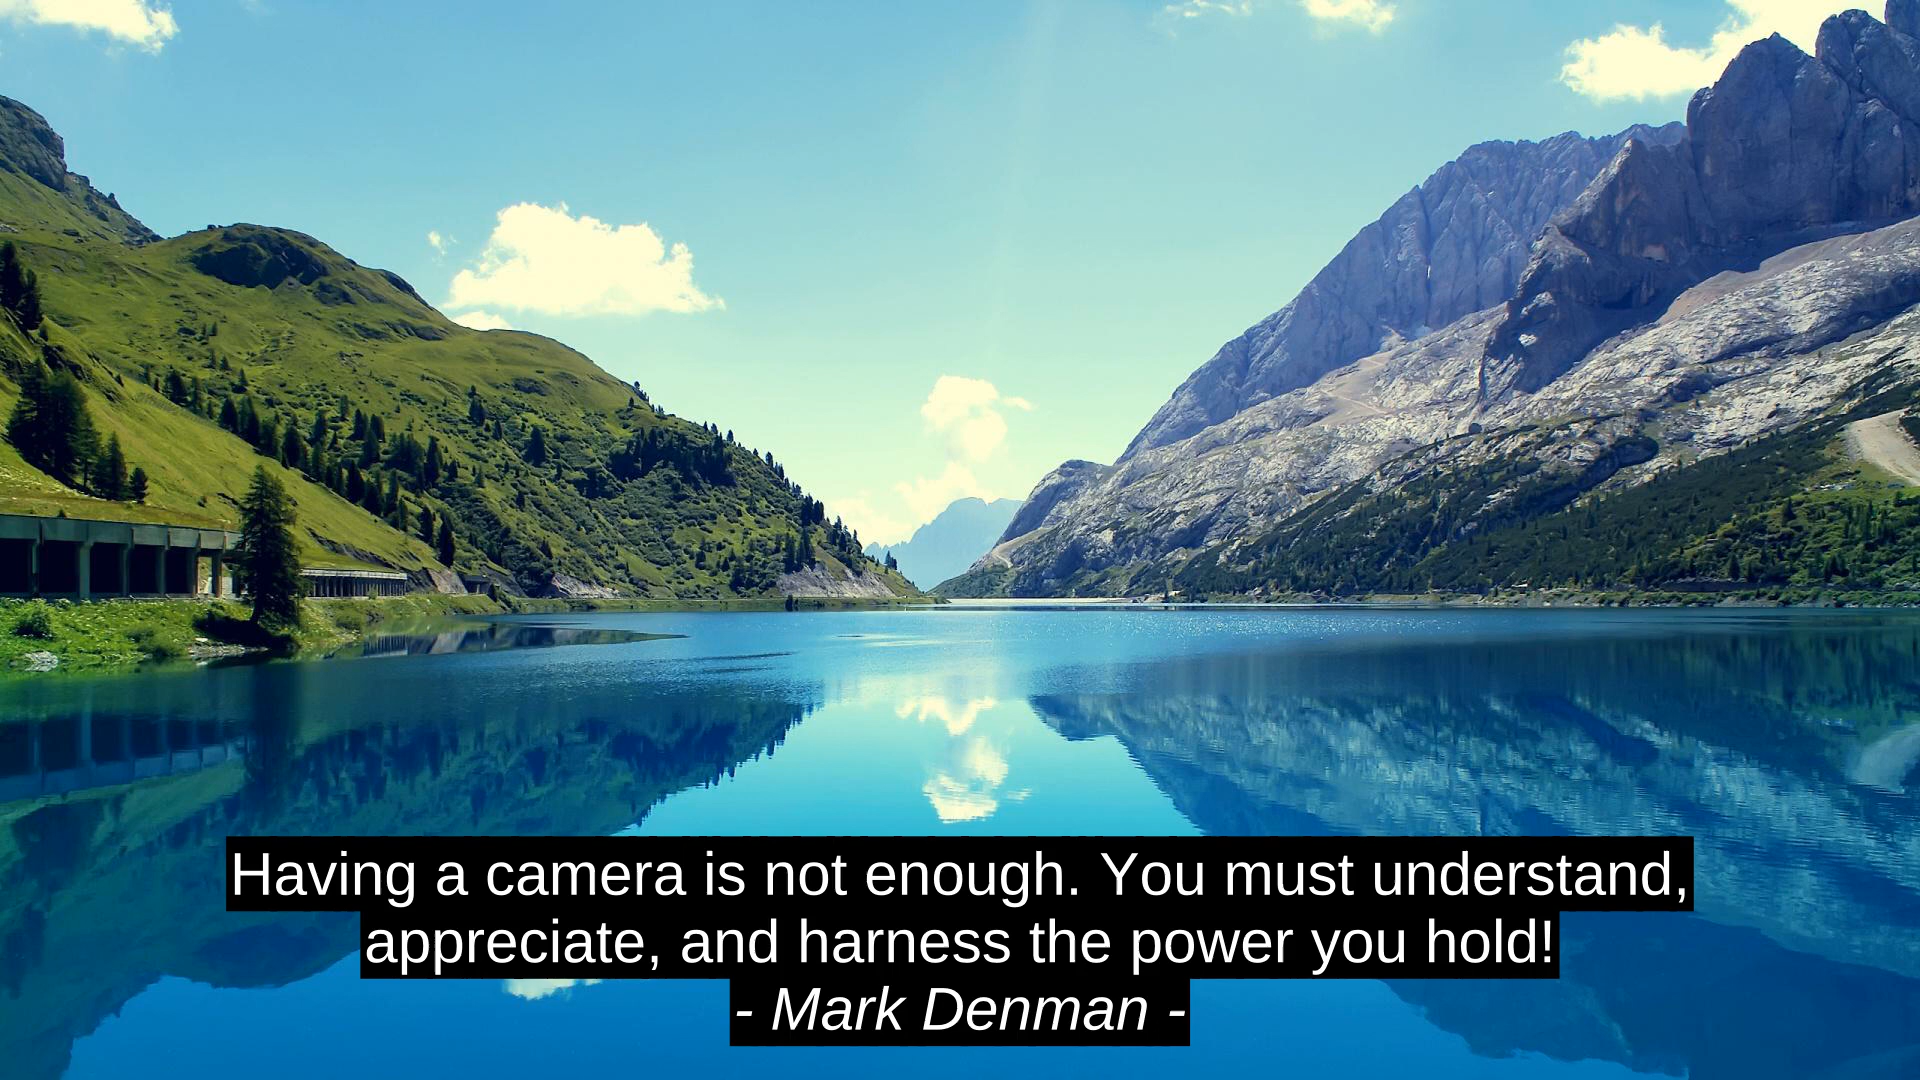 Having a camera is not enough. You must understand,
appreciate, and harness the power you hold!
- Mark Denman -